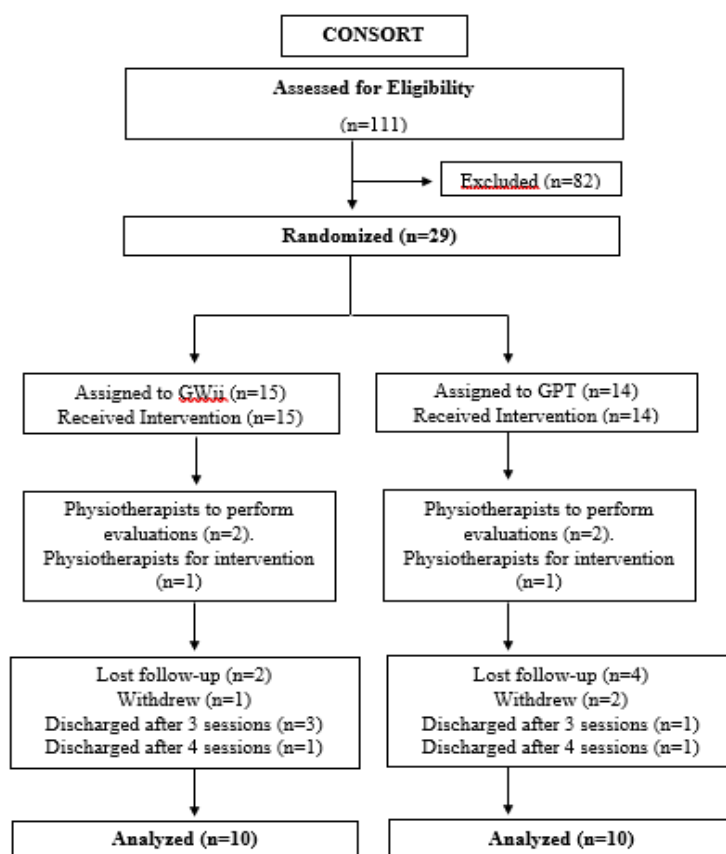 CONSORT
Assessed for Eligibility
(n=111)
Excluded (n=82)
Randomized (n=29)
Assigned to GWii (n=15)
Received Intervention (n=15)
Assigned to GPT (n=14)
Received Intervention (n=14)
Physiotherapists to perform
evaluations (n=2).
Physiotherapists for intervention
(n=1)
Physiotherapists to perform
evaluations (n=2).
Physiotherapists for intervention
(n=1)
Lost follow-up (n=2)
Withdrew (n=1)
Discharged after 3 sessions (n=3)
Discharged after 4 sessions (n=1)
Lost follow-up (n=4)
Withdrew (n=2)
Discharged after 3 sessions (n=1)
Discharged after 4 sessions (n=1)
Analyzed (n=10)
Analyzed (n=10)